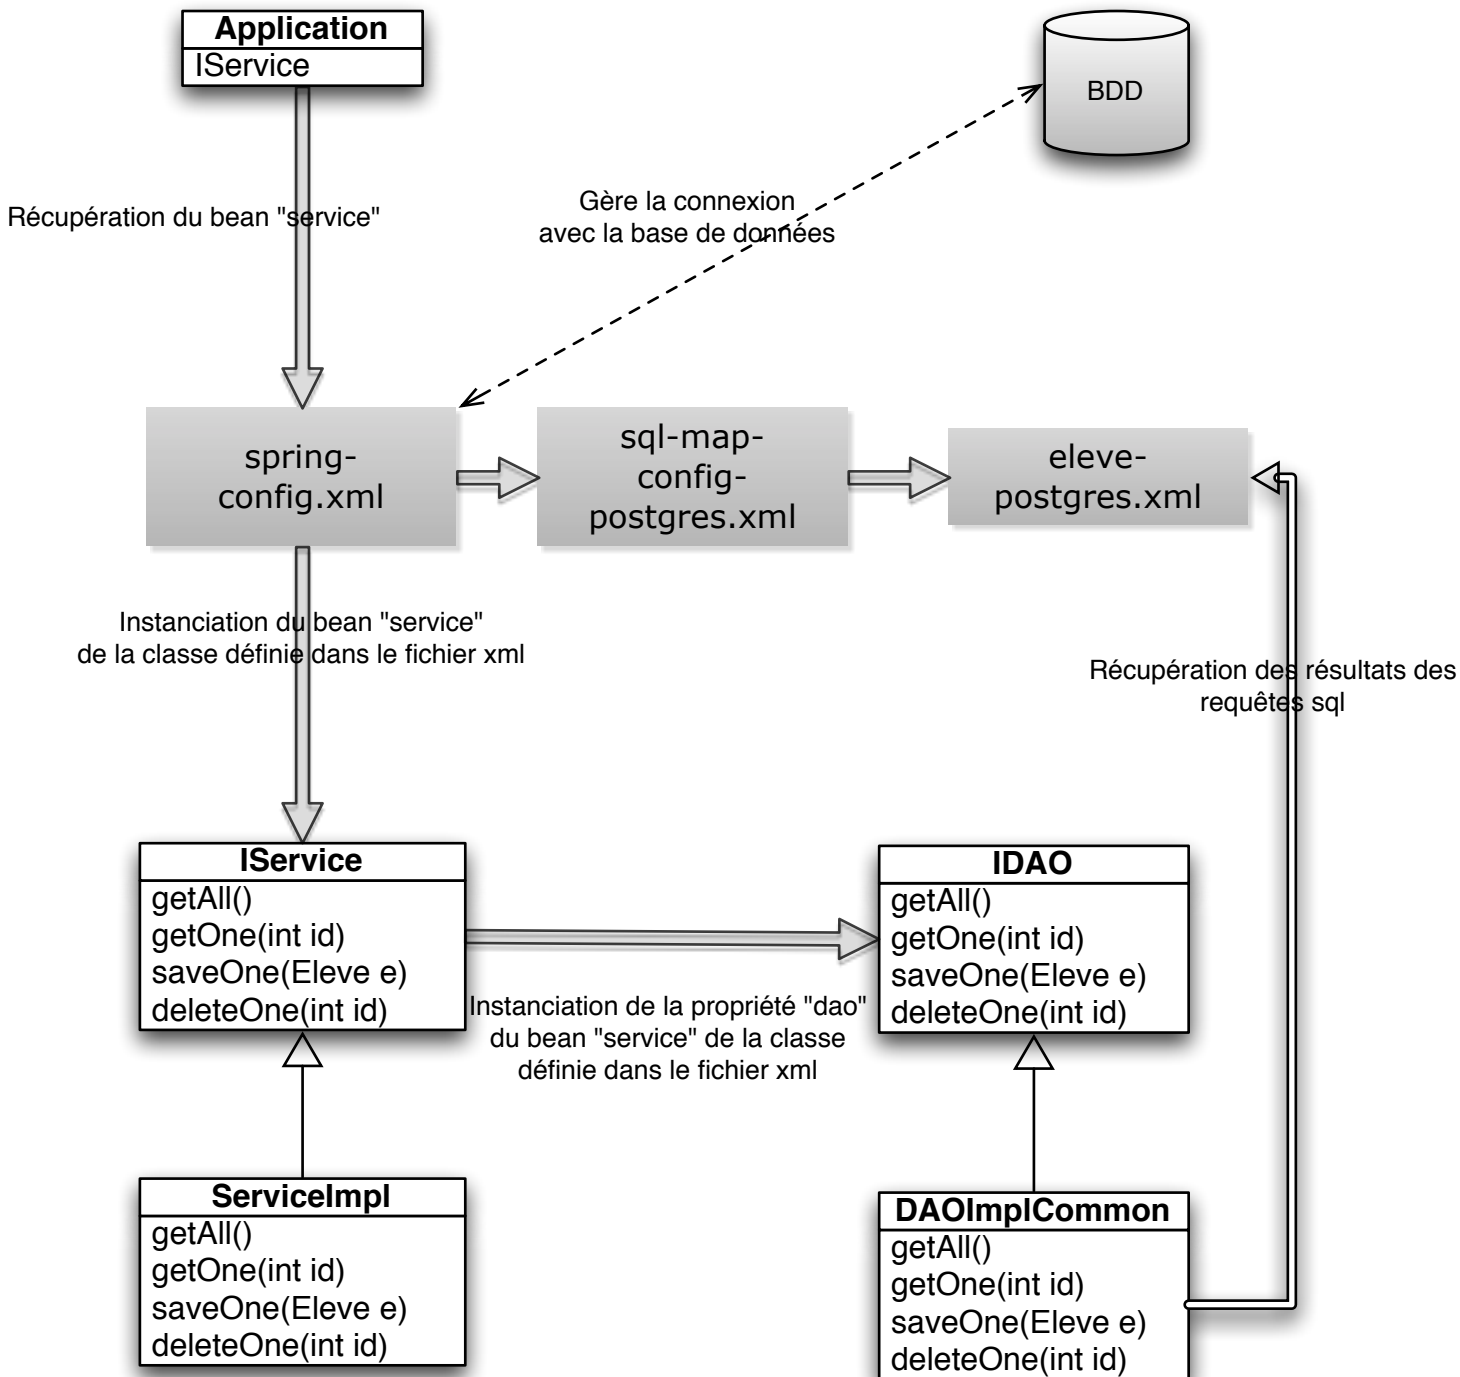 Application
IService
BDD
Récupération du bean "service"
Gère la connexion
avec la base de données
spring-
config.xml
sql-map-
config-
postgres.xml
eleve-
postgres.xml
Instanciation du bean "service"
de la classe définie dans le fichier xml
Récupération des résultats des
requêtes sql
IService
getAll()
getOne(int id)
saveOne(Eleve e)
deleteOne(int id)
Instanciation de la propriété "dao"
du bean "service" de la classe
définie dans le fichier xml
IDAO
getAll()
getOne(int id)
saveOne(Eleve e)
deleteOne(int id)
ServiceImpl
getAll()
getOne(int id)
saveOne(Eleve e)
deleteOne(int id)
DAOImplCommon
getAll()
getOne(int id)
saveOne(Eleve e)
deleteOne(int id)